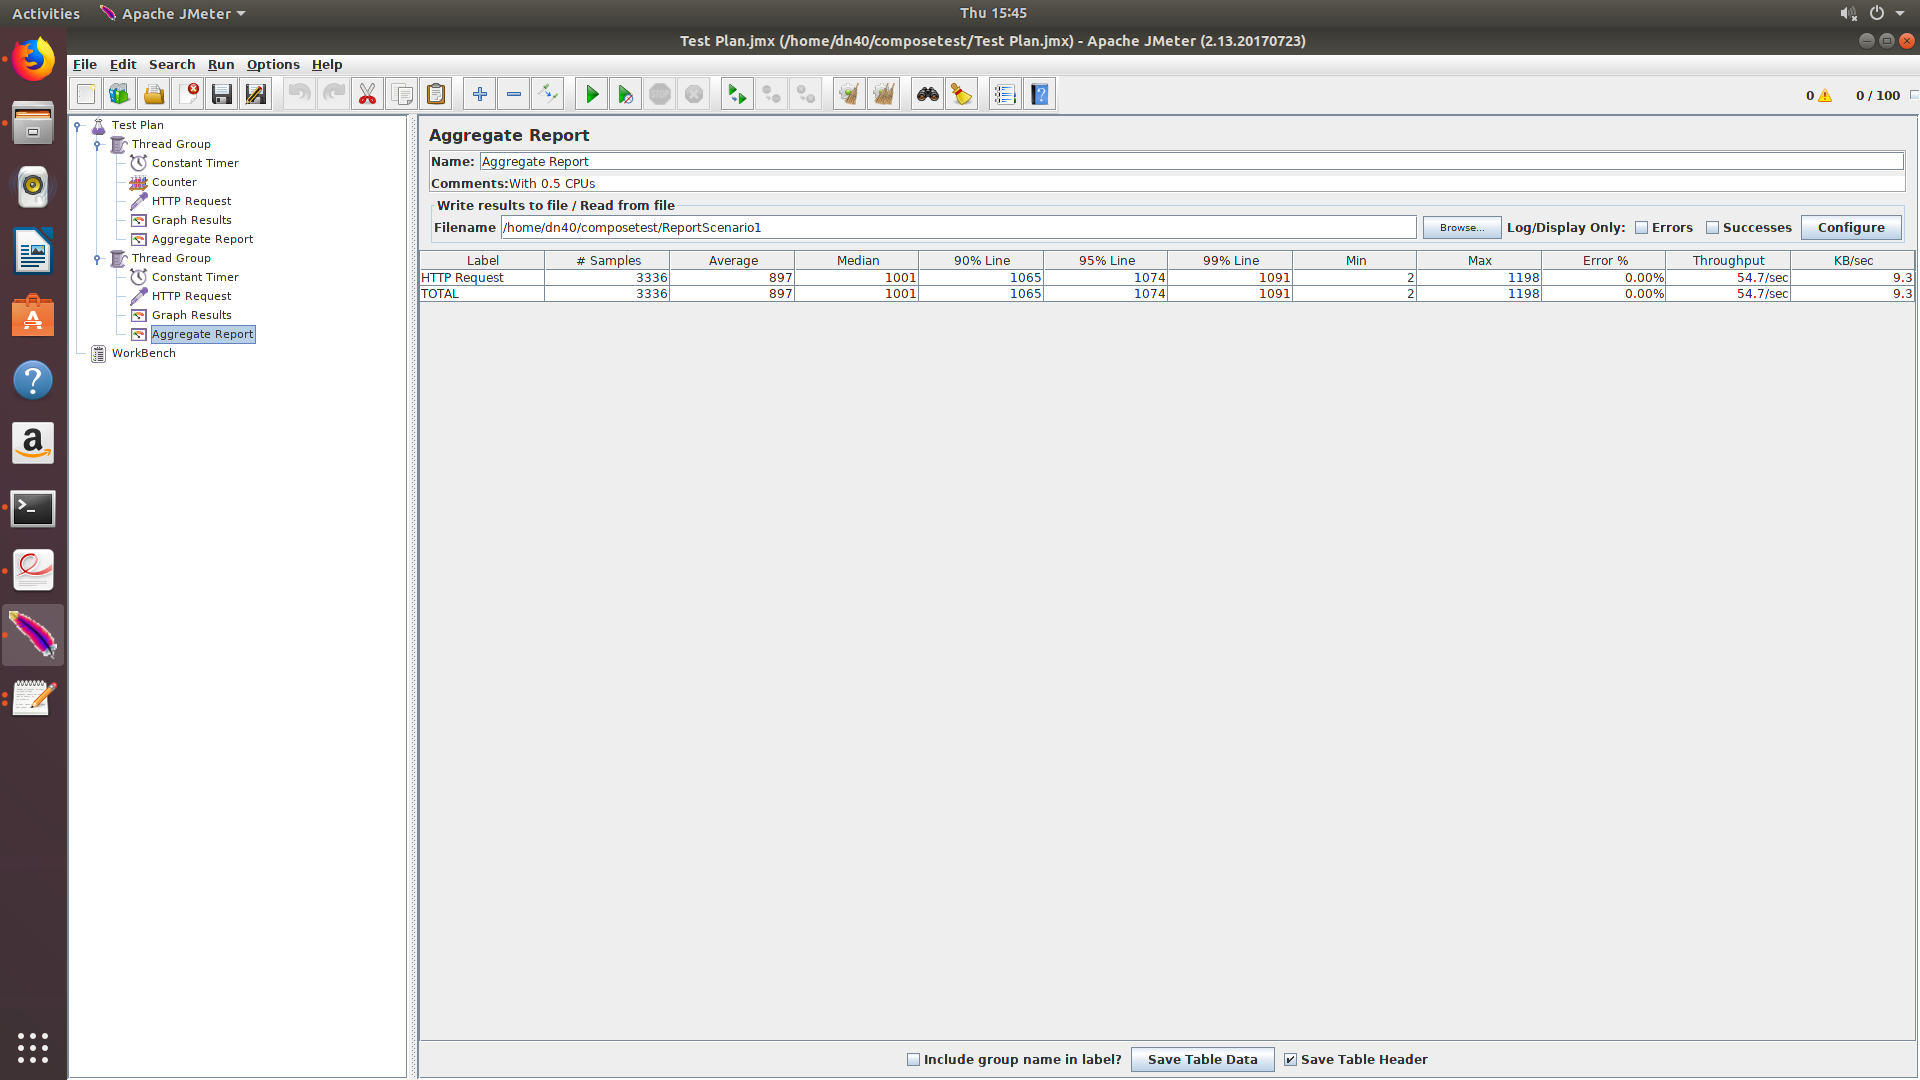 Activities Apache JMeter Thu 15:45
Test Plan.jmx (/home/dn40/composetest/Test Plan.jmx) - Apache JMeter (2.13.20170723)
File Edit Search Run Options Help
STOP 0 0 / 100
Test Plan
Thread Group
Constant Timer
Counter
HTTP Request
Graph Results
Aggregate Report
Thread Group
Constant Timer
HTTP Request
Graph Results
Aggregate Report
WorkBench
Aggregate Report
Name: Aggregate Report
Comments: With 0.5 CPUs
Write results to file / Read from file
Filename /home/dn40/composetest/ReportScenario1 Browse... Log/Display Only: Errors Successes Configure
Label # Samples Average Median 90% Line 95% Line 99% Line Min Max Error % Throughput KB/sec
HTTP Request 3336 897 1001 1065 1074 1091 2 1198 0.00% 54.7/sec 9.3
TOTAL 3336 897 1001 1065 1074 1091 2 1198 0.00% 54.7/sec 9.3
Include group name in label? Save Table Data Save Table Header